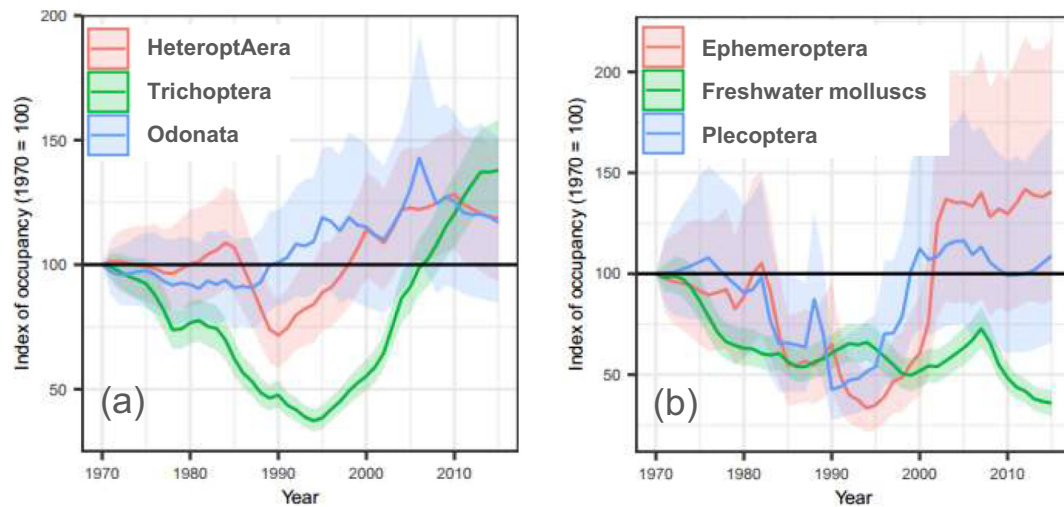 200
150
100
50
Index of occupancy (1970 = 100)
HeteroptAera
Trichoptera
Odonata
(a)
1970 1980 1990 2000 2010
Year
200
150
100
50
Index of occupancy (1970 = 100)
Ephemeroptera
Freshwater molluscs
Plecoptera
(b)
1970 1980 1990 2000 2010
Year